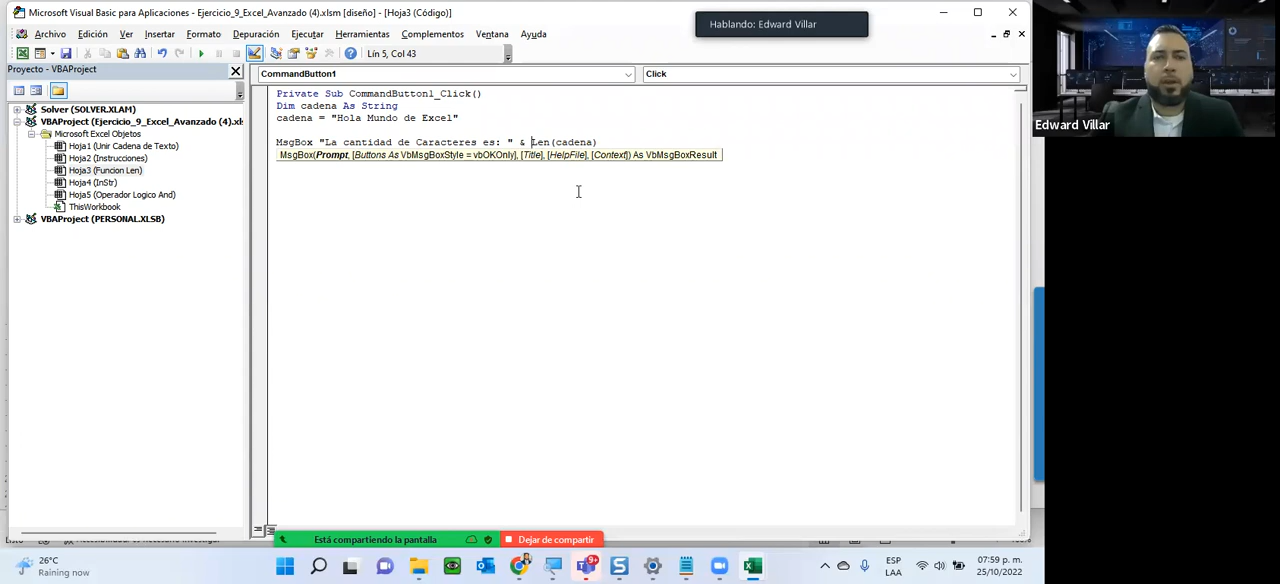 Microsoft Visual Basic para Aplicaciones - Ejercicio_9_Excel_Avanzado (4).xlsm [diseño] - [Hoja3 (Código)]
Hablando: Edward Villar
Archivo Edición Ver Insertar Formato Depuración Ejecutar Herramientas Complementos Ventana Ayuda
Lín 5, Col 43
Proyecto - VBAProject
CommandButton1
Click
Solver (SOLVER.XLAM)
VBAProject (Ejercicio_9_Excel_Avanzado (4).xl
Microsoft Excel Objetos
Hoja1 (Unir Cadena de Texto)
Hoja2 (Instrucciones)
Hoja3 (Funcion Len)
Hoja4 (InStr)
Hoja5 (Operador Logico And)
ThisWorkbook
VBAProject (PERSONAL.XLSB)
Private Sub CommandButton1_Click()
Dim cadena As String
cadena = "Hola Mundo de Excel"
MsgBox "La cantidad de Caracteres es: " & Len(cadena)
MsgBox(Prompt, [Buttons As VbMsgBoxStyle = vbOKOnly], [Title], [HelpFile], [Context]) As VbMsgBoxResult
Edward Villar
Está compartiendo la pantalla
Dejar de compartir
26°C
Raining now
9+
ESP
LAA
07:59 p. m.
25/10/2022